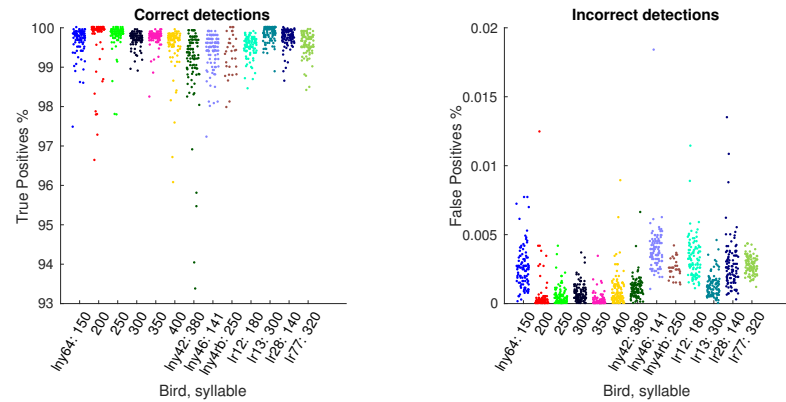 Correct detections
100
99
98
97
96
95
94
93
True Positives %
lny64: 150
200
250
300
350
400
lny42: 380
lny46: 141
lny4rb: 250
lr12: 180
lr13: 300
lr28: 140
lr77: 320
Bird, syllable
Incorrect detections
0.02
0.015
0.01
0.005
0
False Positives %
lny64: 150
200
250
300
350
400
lny42: 380
lny46: 141
lny4rb: 250
lr12: 180
lr13: 300
lr28: 140
lr77: 320
Bird, syllable